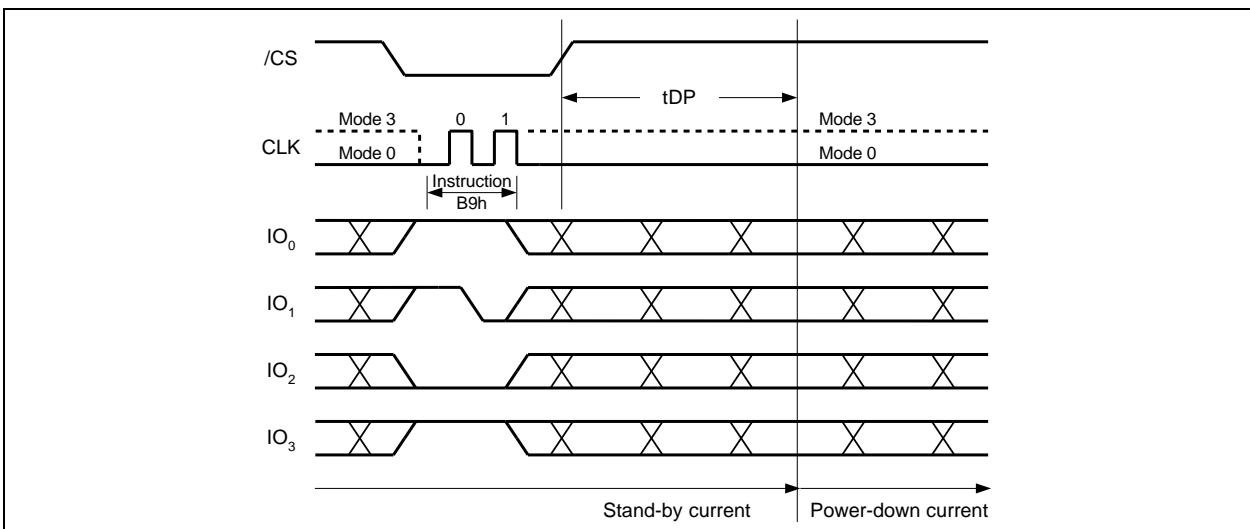 /CS
tDP
Mode 3 0 1 Mode 3
CLK
Mode 0 Mode 0
Instruction
B9h
IO0
IO1
IO2
IO3
Stand-by current Power-down current